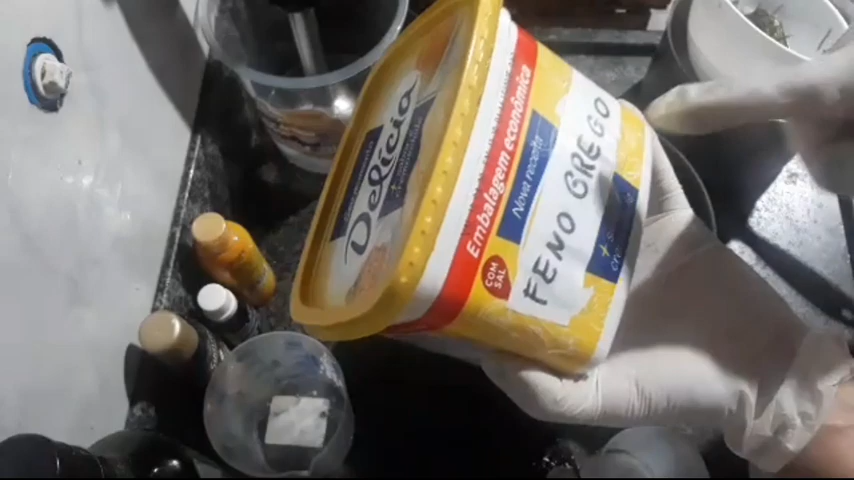 Delícia
Embalagem econômica
Nova receita
COM
SAL
FENO GREGO